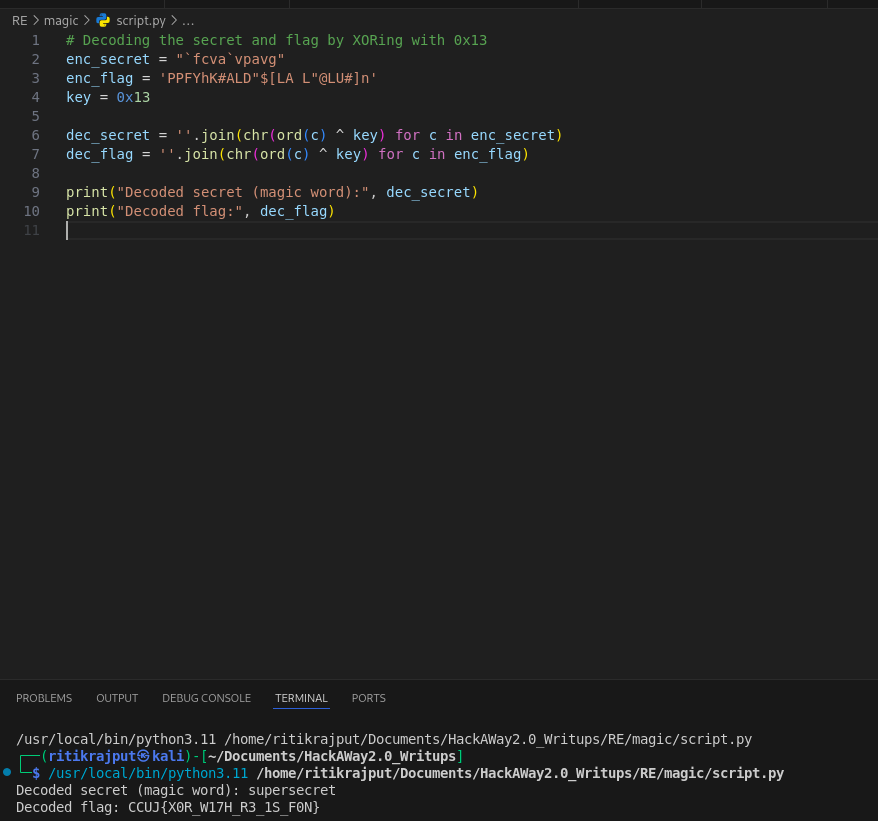 RE > magic > script.py > ...
1 # Decoding the secret and flag by XORing with 0x13
2 enc_secret = "`fcva`vpavg"
3 enc_flag = 'PPFYhK#ALD"$[LA L"@LU#]n'
4 key = 0x13
5
6 dec_secret = ''.join(chr(ord(c) ^ key) for c in enc_secret)
7 dec_flag = ''.join(chr(ord(c) ^ key) for c in enc_flag)
8
9 print("Decoded secret (magic word):", dec_secret)
10 print("Decoded flag:", dec_flag)
11
PROBLEMS OUTPUT DEBUG CONSOLE TERMINAL PORTS
/usr/local/bin/python3.11 /home/ritikrajput/Documents/HackAWay2.0_Writups/RE/magic/script.py
┌──(ritikrajput㉿kali)-[~/Documents/HackAWay2.0_Writups]
└─$ /usr/local/bin/python3.11 /home/ritikrajput/Documents/HackAWay2.0_Writups/RE/magic/script.py
Decoded secret (magic word): supersecret
Decoded flag: CCUJ{X0R_W17H_R3_1S_F0N}